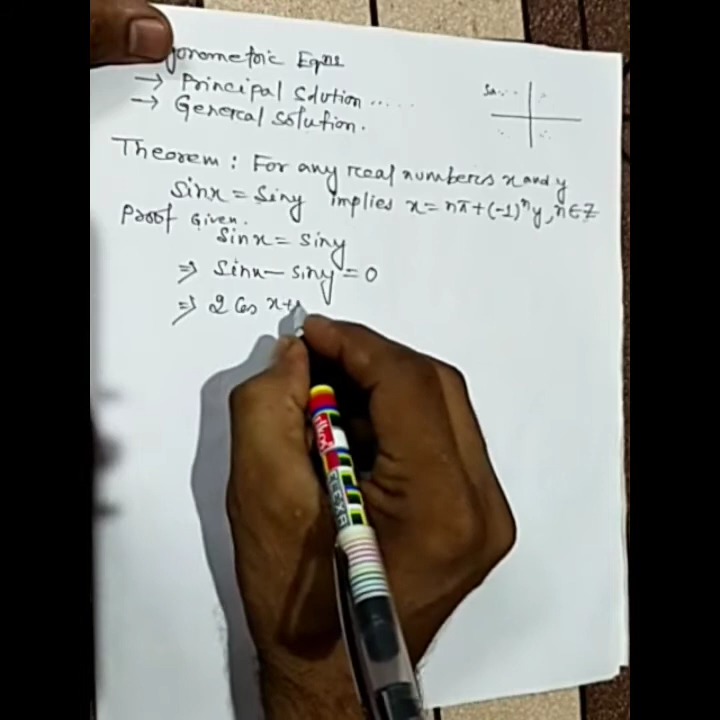 gonometric Eqns
→ Principal Solution .....
→ General Solution.
Theorem : For any real numbers x and y
Sinx = Siny implies x = nπ + (-1)ⁿy, n ∈ Z
Proof Given.
Sinx = Siny
⇒ Sinx - Siny = 0
⇒ 2 Cos x+
FLEXA